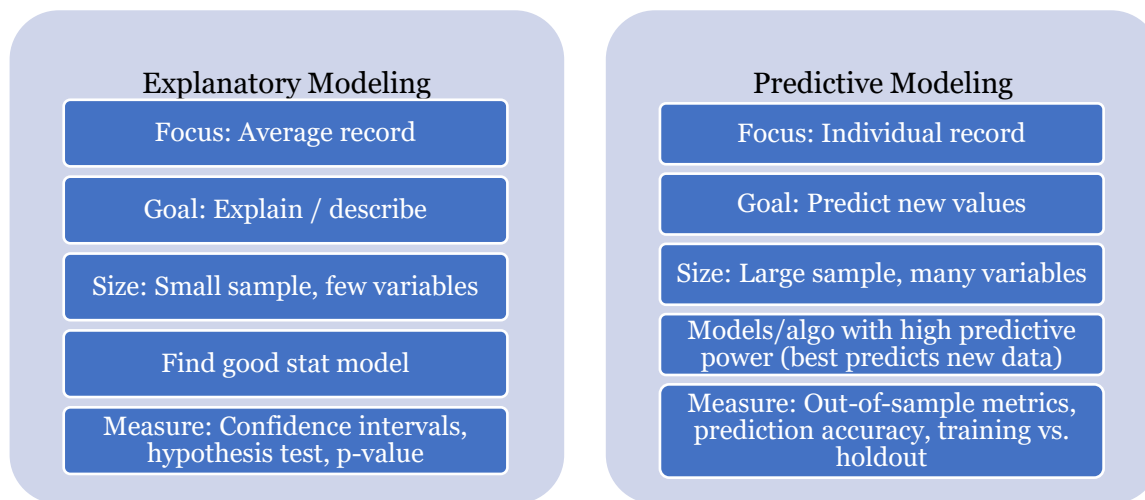 Explanatory Modeling
Focus: Average record
Goal: Explain / describe
Size: Small sample, few variables
Find good stat model
Measure: Confidence intervals,
hypothesis test, p-value
Predictive Modeling
Focus: Individual record
Goal: Predict new values
Size: Large sample, many variables
Models/algo with high predictive
power (best predicts new data)
Measure: Out-of-sample metrics,
prediction accuracy, training vs.
holdout